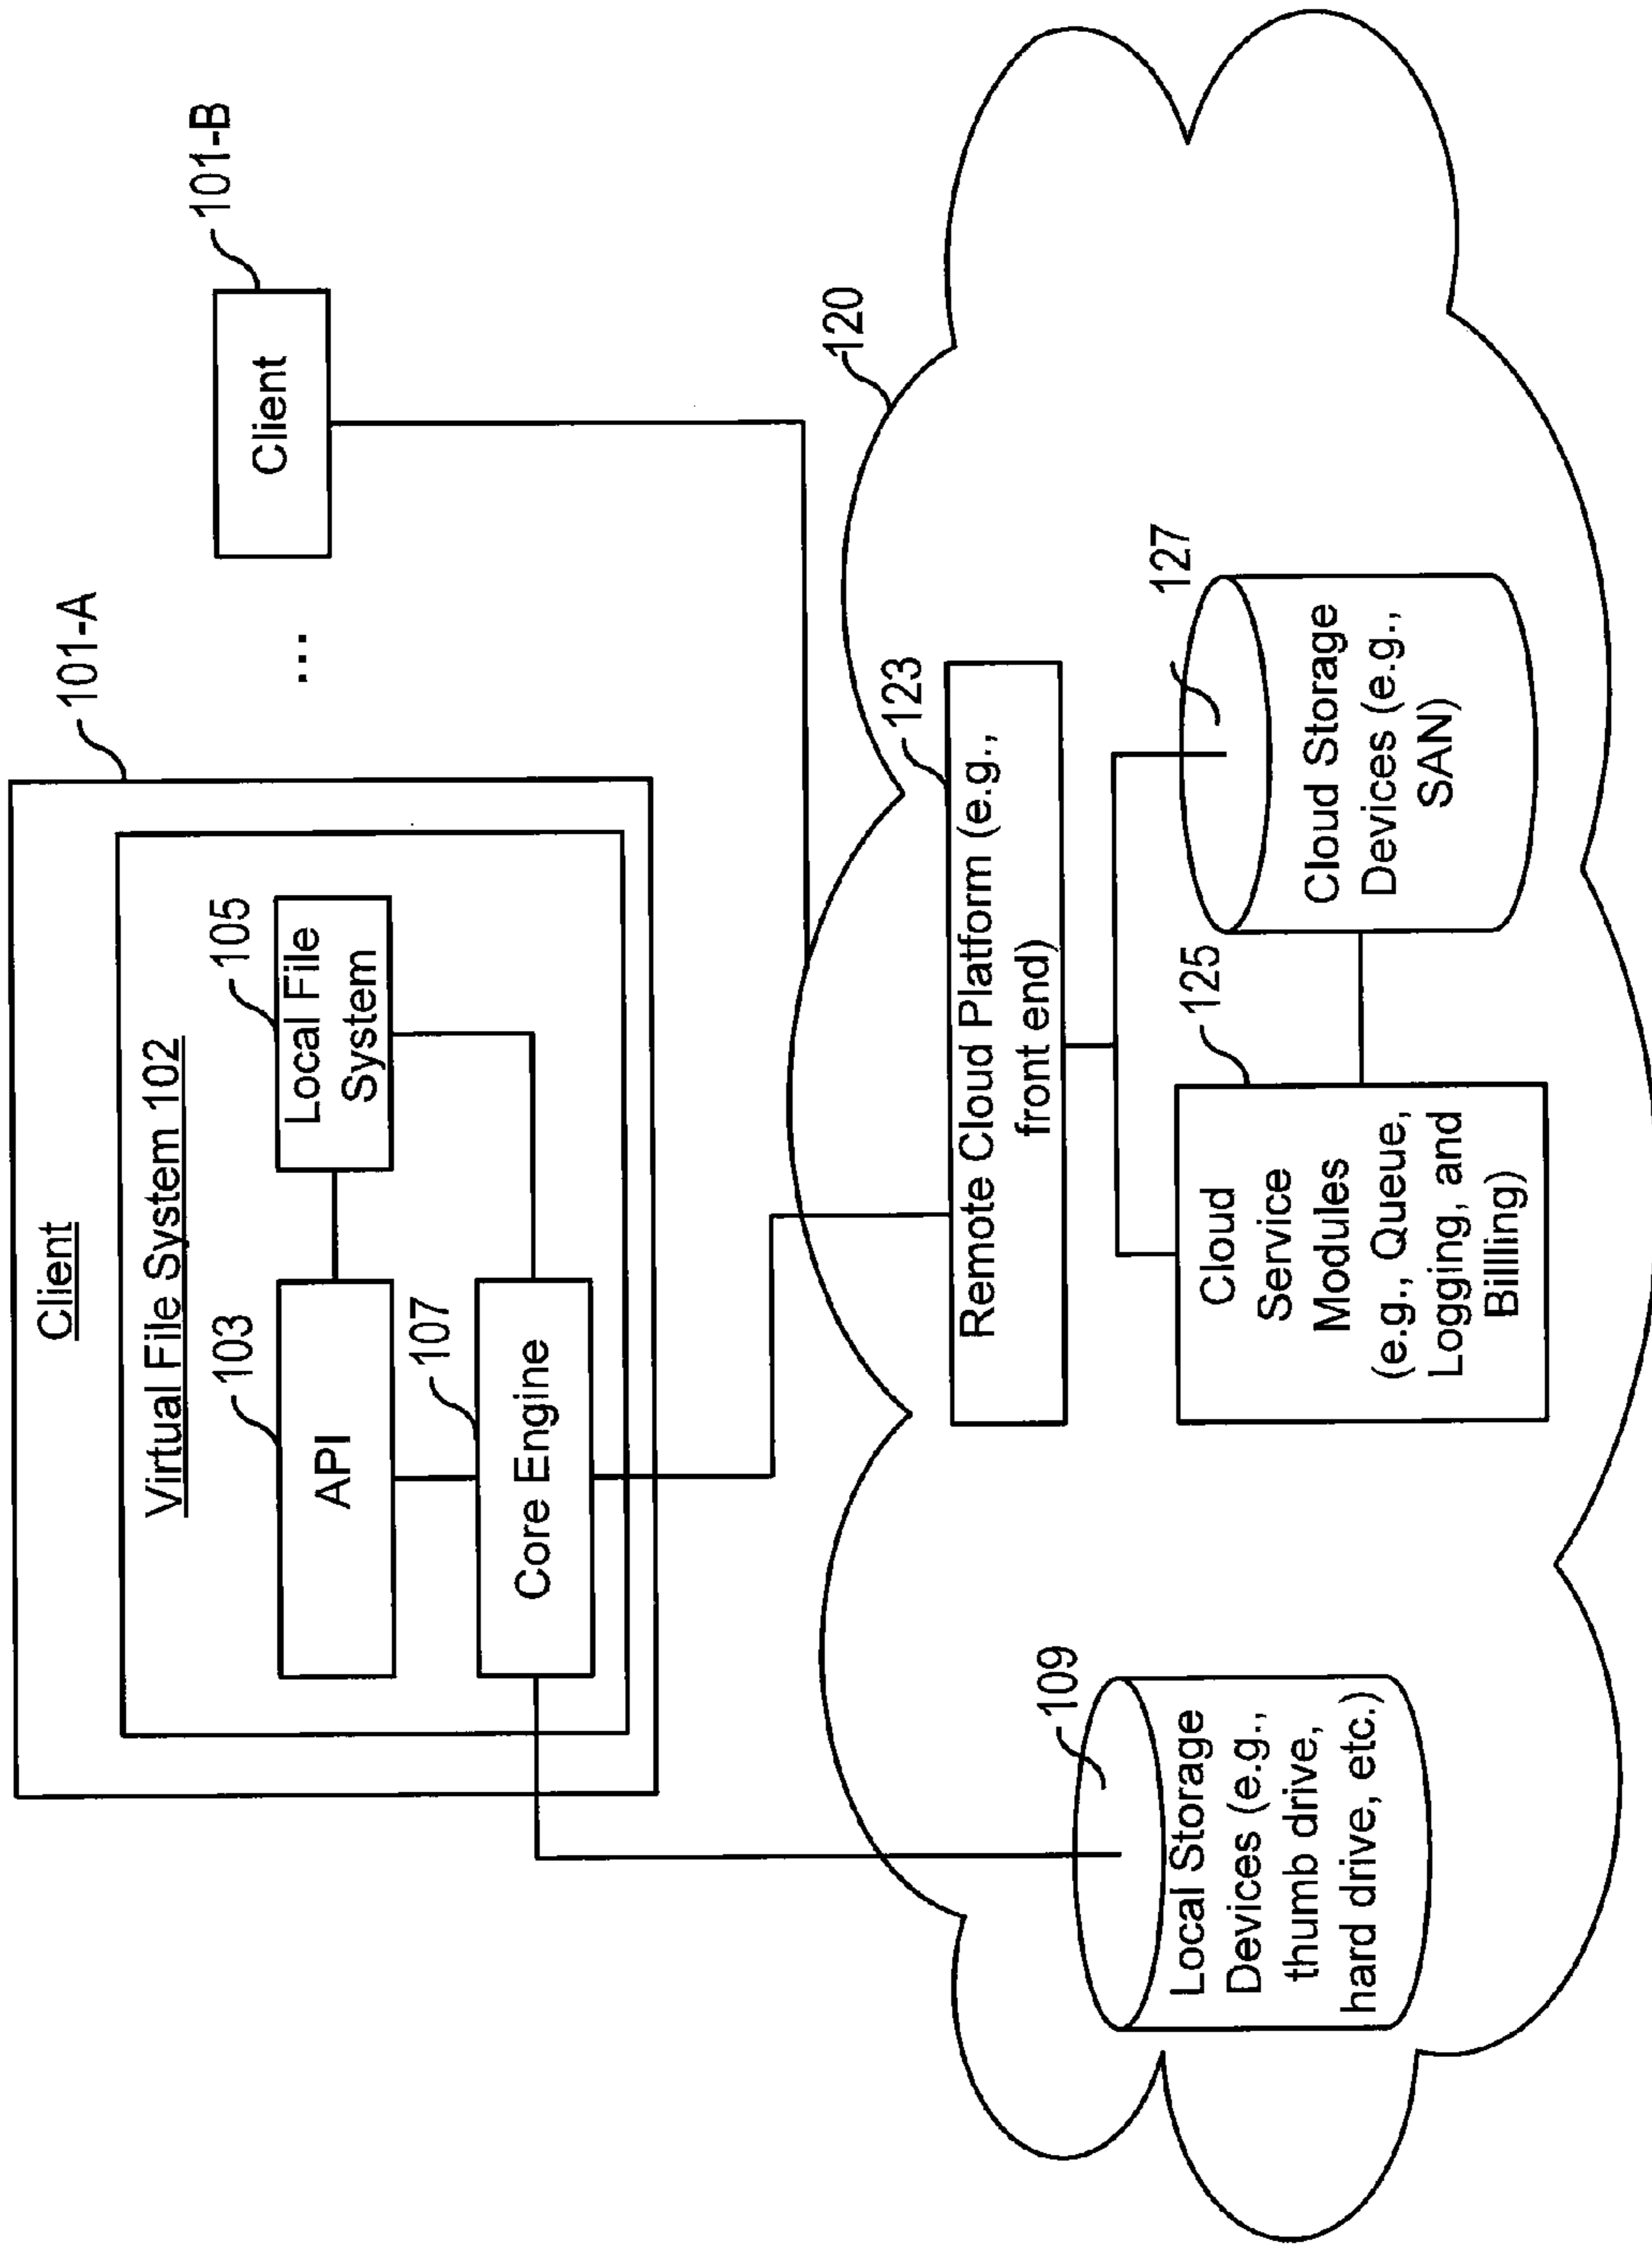 101-A
Client
Virtual File System 102
103
API
105
Local File
System
107
Core Engine
...
101-B
Client
120
109
Local Storage
Devices (e.g.,
thumb drive,
hard drive, etc.)
123
Remote Cloud Platform (e.g.,
front end)
125
Cloud
Service
Modules
(e.g., Queue,
Logging, and
Billing)
127
Cloud Storage
Devices (e.g.,
SAN)